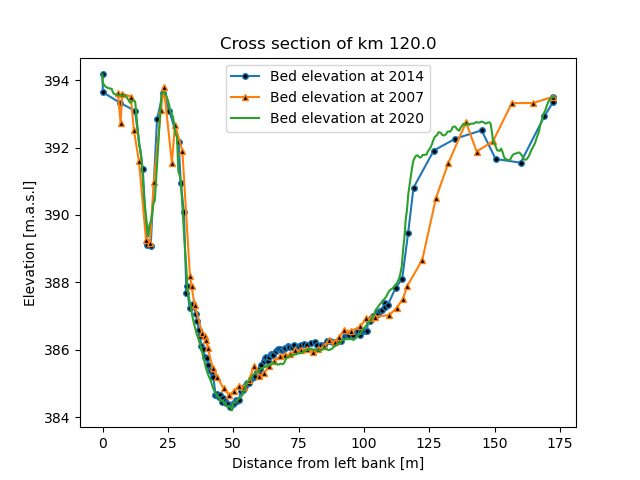 Cross section of km 120.0
Bed elevation at 2014
Bed elevation at 2007
Bed elevation at 2020
Elevation [m.a.s.l]
394
392
390
388
386
384
0 25 50 75 100 125 150 175
Distance from left bank [m]